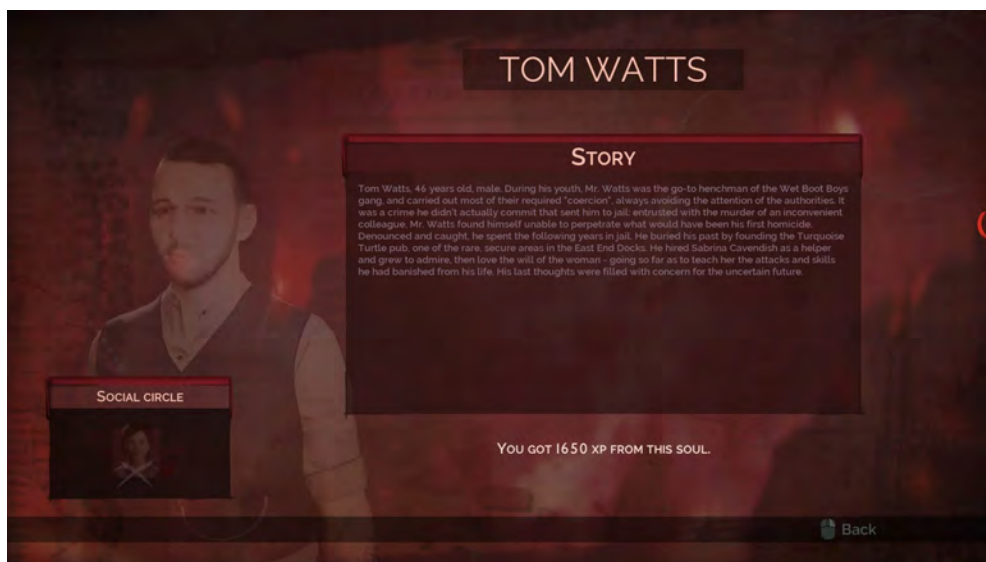 TOM WATTS
STORY
Tom Watts, 46 years old, male. During his youth, Mr. Watts was the go-to henchman of the Wet Boot Boys
gang, and carried out most of their required "coercion", always avoiding the attention of the authorities. It
was a crime he didn't actually commit that sent him to jail: entrusted with the murder of an inconvenient
colleague, Mr. Watts found himself unable to perpetrate what would have been his first homicide.
Denounced and caught, he spent the following years in jail. He buried his past by founding the Turquoise
Turtle pub, one of the rare, secure areas in the East End Docks. He hired Sabrina Cavendish as a helper
and grew to admire, then love the will of the woman - going so far as to teach her the attacks and skills
he had banished from his life. His last thoughts were filled with concern for the uncertain future.
SOCIAL CIRCLE
YOU GOT 1650 XP FROM THIS SOUL.
Back